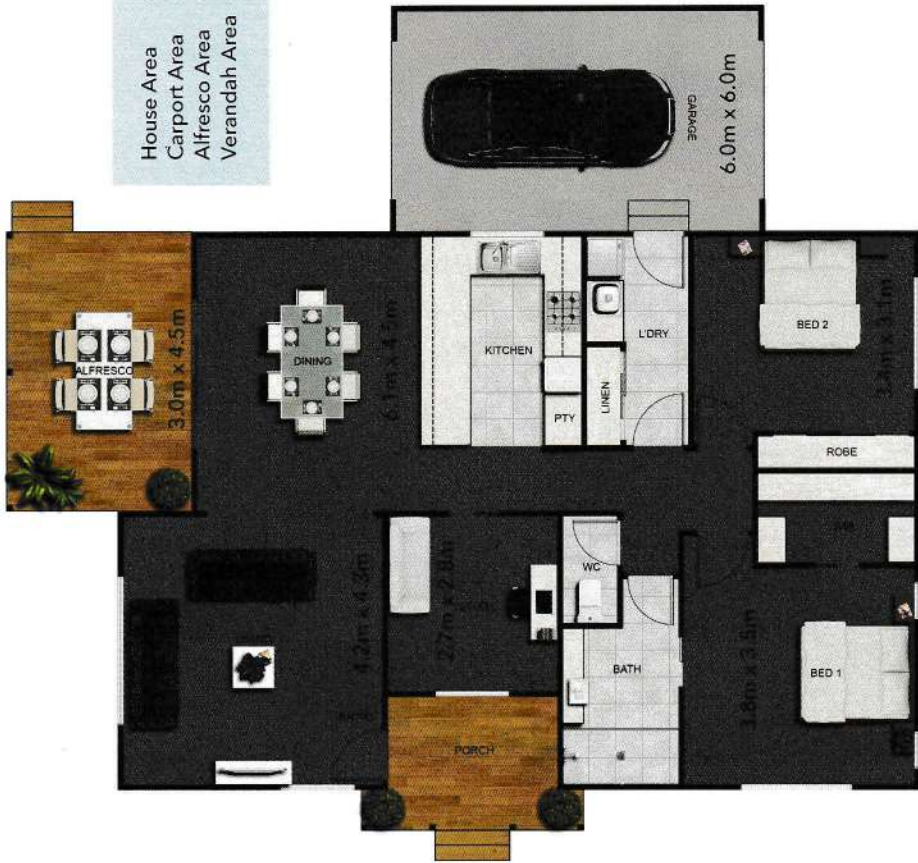 House Area
Carport Area
Alfresco Area
Verandah Area
GARAGE
6.0m x 6.0m
ALFRESCO
3.0m x 4.5m
DINING
6.1m x 4.5m
KITCHEN
PTY
LINEN
L'DRY
BED 2
3.4m x 3.1m
ROBE
4.2m x 4.3m
2.7m x 2.8m
WC
BATH
BED 1
3.8m x 3.5m
PORCH